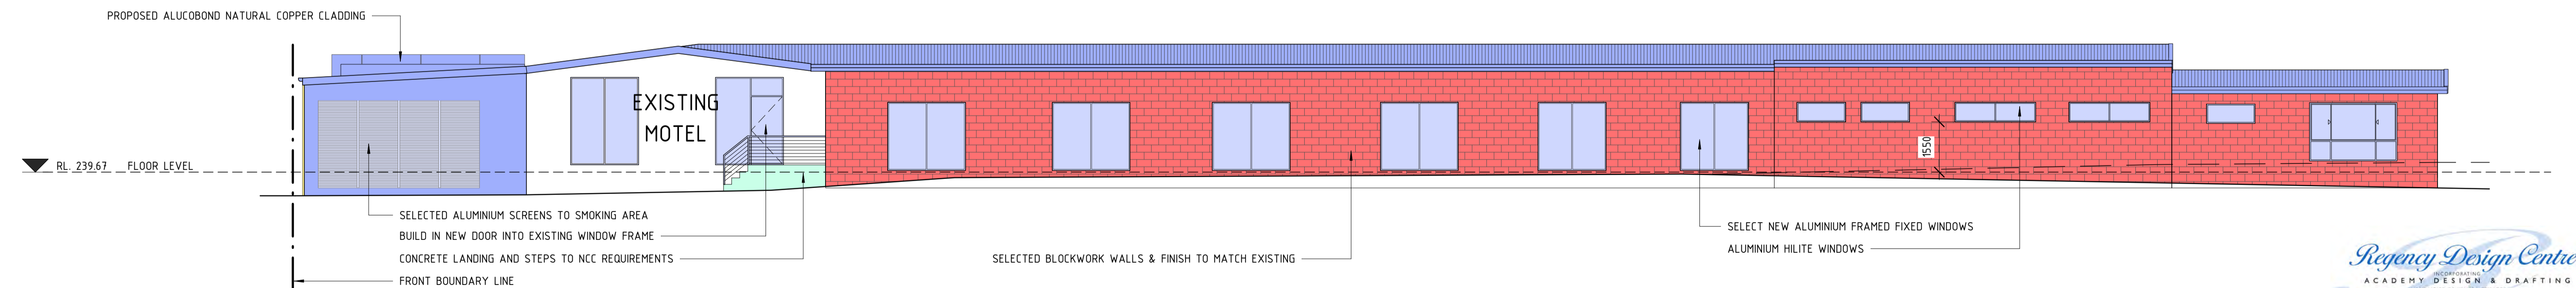 PROPOSED ALUCOBOND NATURAL COPPER CLADDING
EXISTING
MOTEL
RL. 239.67 FLOOR LEVEL
1550
SELECTED ALUMINIUM SCREENS TO SMOKING AREA
BUILD IN NEW DOOR INTO EXISTING WINDOW FRAME
CONCRETE LANDING AND STEPS TO NCC REQUIREMENTS
FRONT BOUNDARY LINE
SELECTED BLOCKWORK WALLS & FINISH TO MATCH EXISTING
SELECT NEW ALUMINIUM FRAMED FIXED WINDOWS
ALUMINIUM HILITE WINDOWS
Regency Design Centre
INCORPORATING
ACADEMY DESIGN & DRAFTING